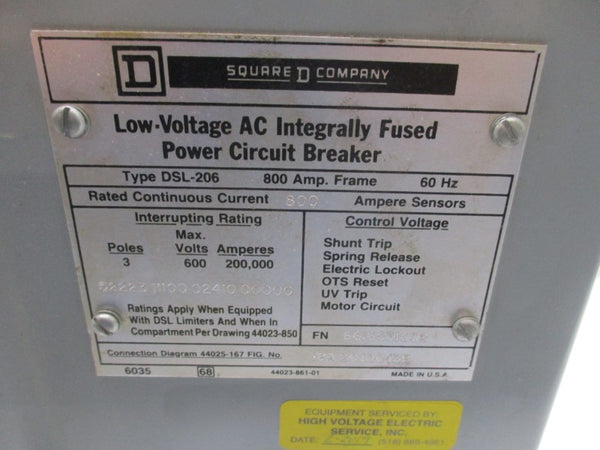 D SQUARE D COMPANY
Low-Voltage AC Integrally Fused
Power Circuit Breaker
Type DSL-206 800 Amp. Frame 60 Hz
Rated Continuous Current 800 Ampere Sensors
Interrupting Rating
Max.
Poles Volts Amperes
3 600 200,000
Ratings Apply When Equipped
With DSL Limiters And When In
Compartment Per Drawing 44023-850
Connection Diagram 44025-167 FIG. No.
Control Voltage
Shunt Trip
Spring Release
Electric Lockout
OTS Reset
UV Trip
Motor Circuit
FN
6035 68 44023-861-01 MADE IN U.S.A.
EQUIPMENT SERVICED BY:
HIGH VOLTAGE ELECTRIC
SERVICE, INC.
DATE: